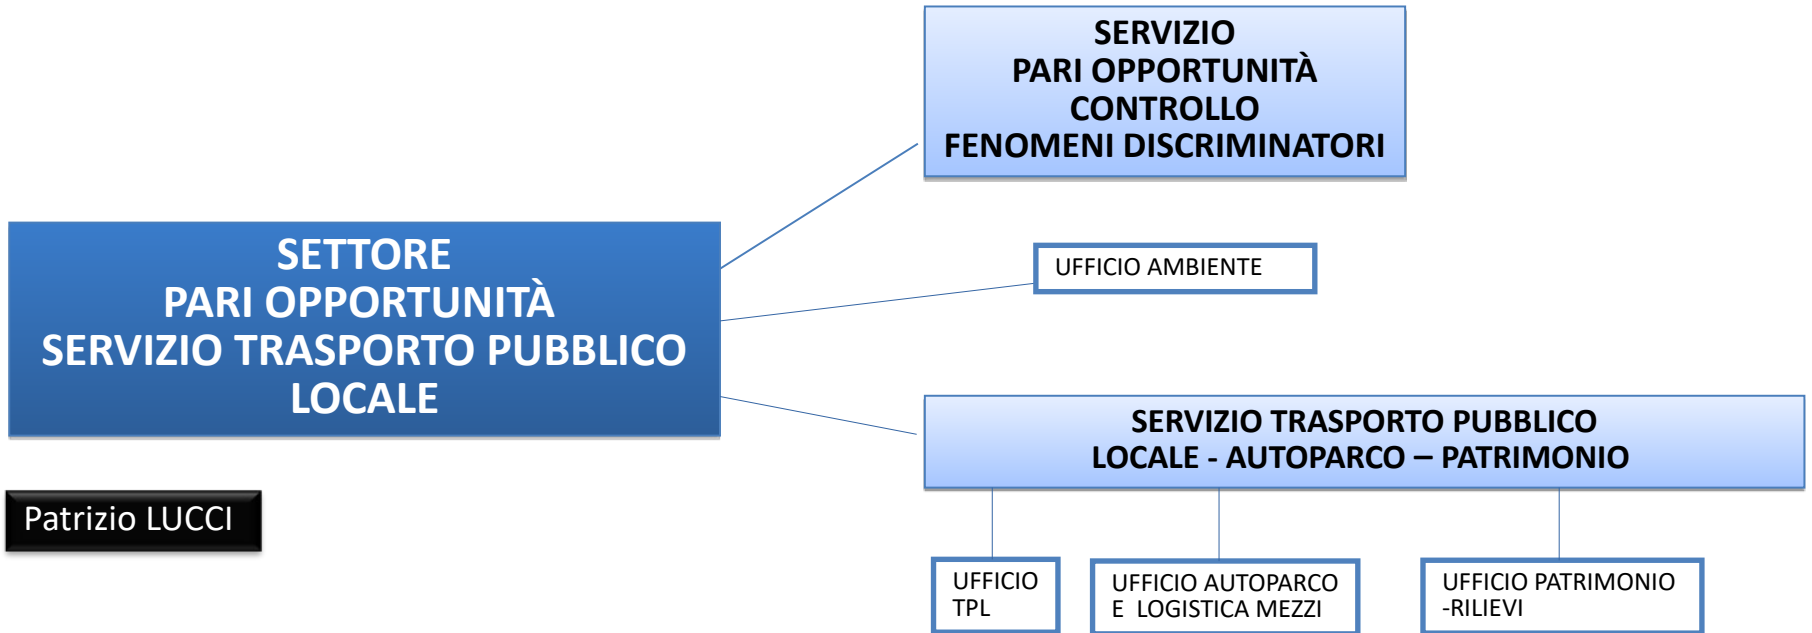 SERVIZIO
PARI OPPORTUNITÀ
CONTROLLO
FENOMENI DISCRIMINATORI
SETTORE
PARI OPPORTUNITÀ
SERVIZIO TRASPORTO PUBBLICO
LOCALE
UFFICIO AMBIENTE
SERVIZIO TRASPORTO PUBBLICO
LOCALE - AUTOPARCO – PATRIMONIO
Patrizio LUCCI
UFFICIO
TPL
UFFICIO AUTOPARCO
E LOGISTICA MEZZI
UFFICIO PATRIMONIO
-RILIEVI